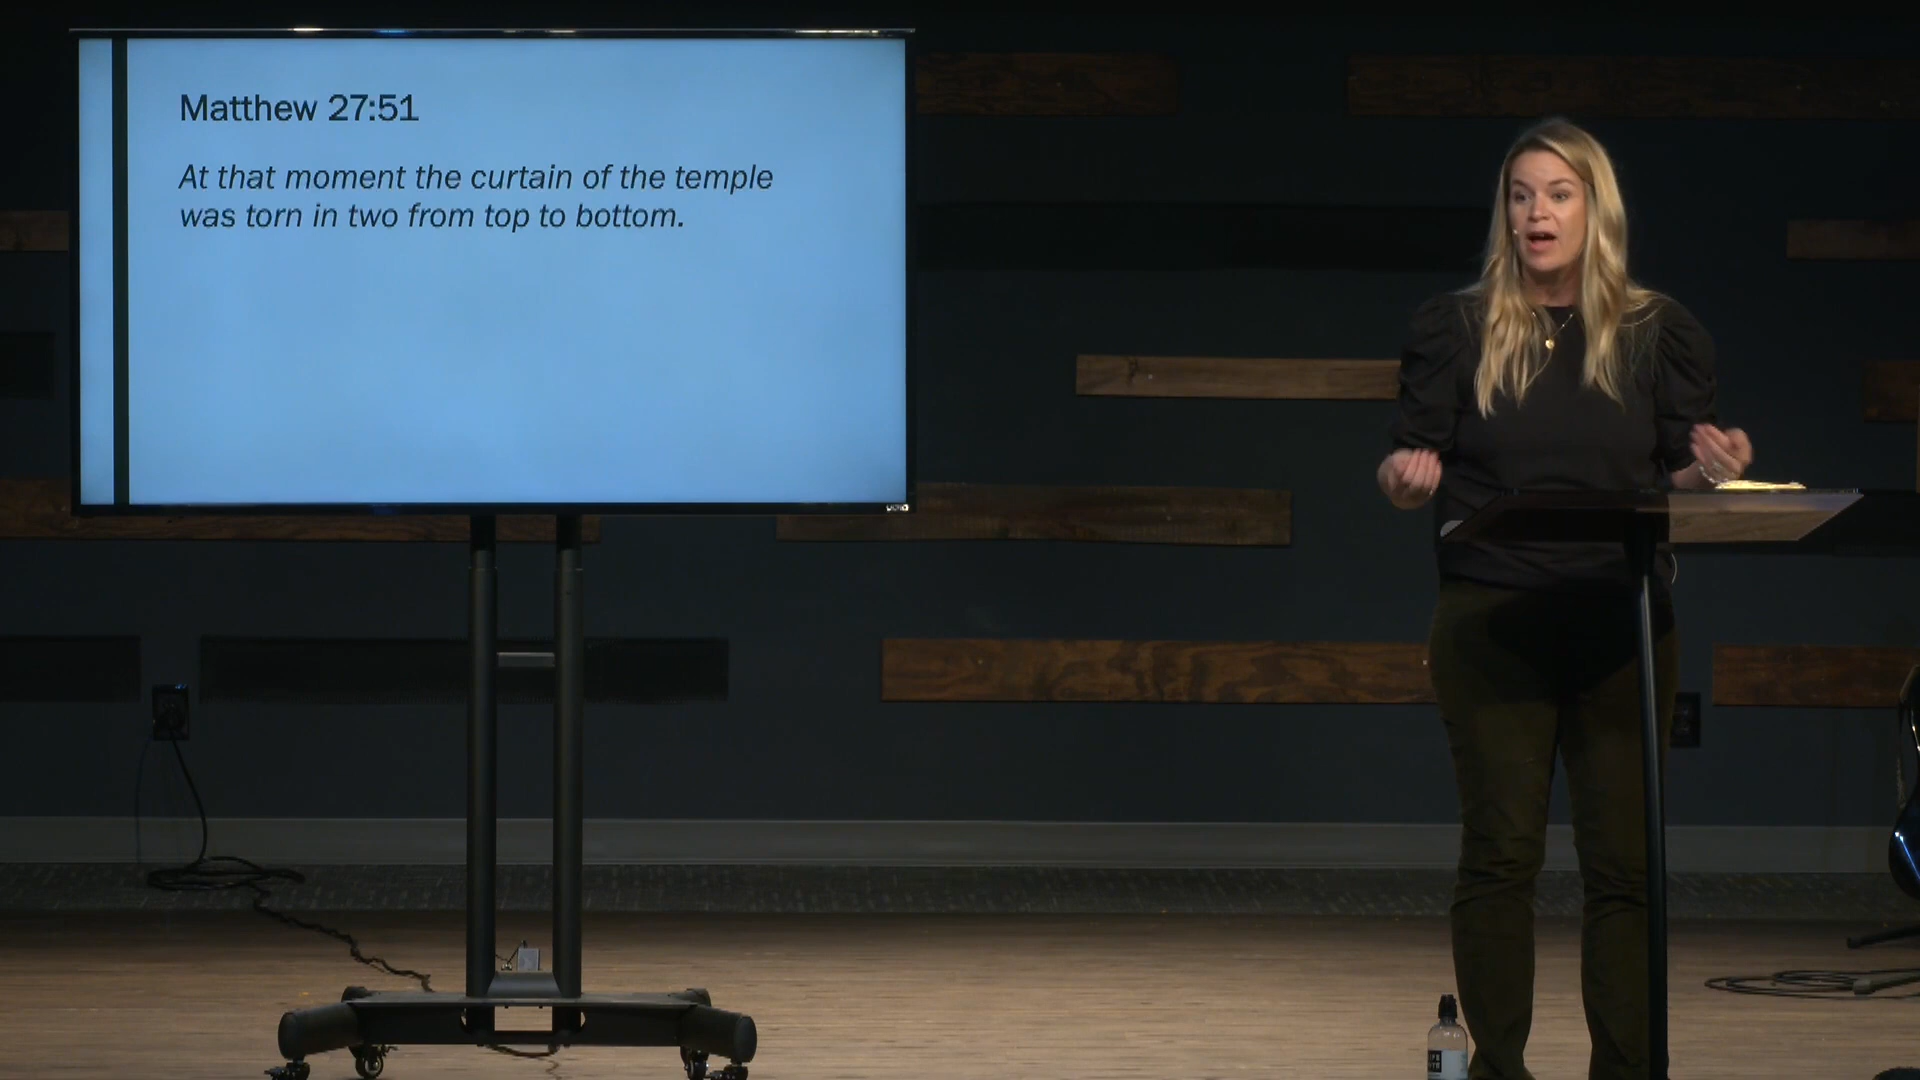 Matthew 27:51
At that moment the curtain of the temple
was torn in two from top to bottom.
VIZIO